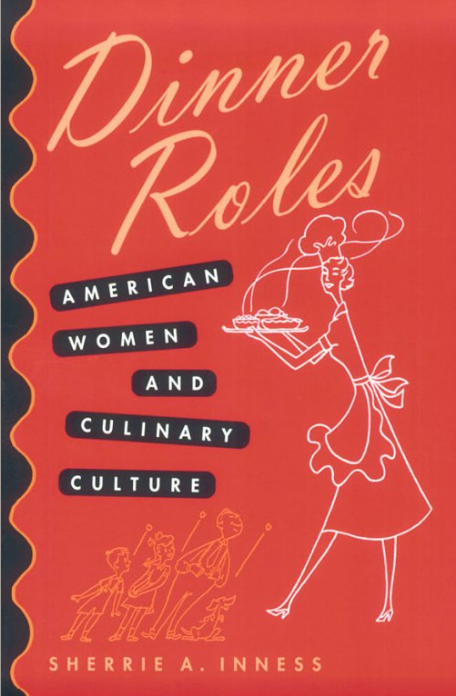 Dinner
Roles
AMERICAN
WOMEN
AND
CULINARY
CULTURE
SHERRIE A. INNESS